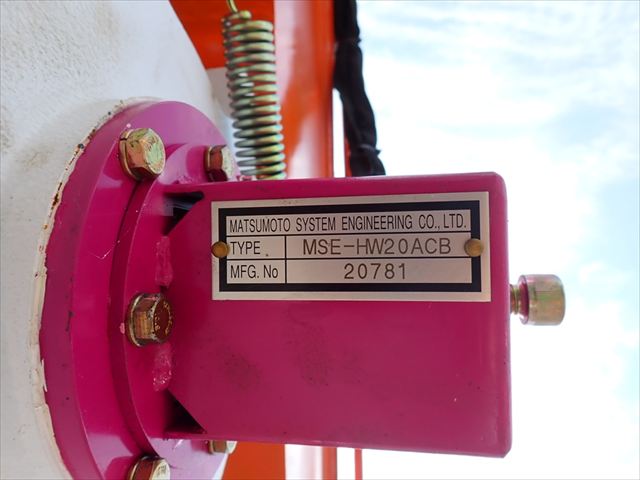 MATSUMOTO SYSTEM ENGINEERING CO., LTD.
TYPE . MSE-HW20ACB
MFG. No 20781